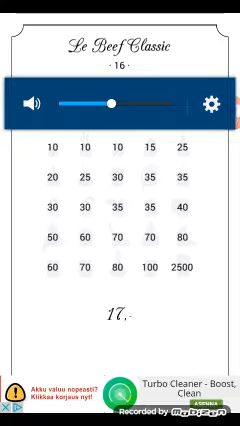 Le Beef Classic
· 16 ·
10 10 10 15 25
20 25 30 35 35
30 30 35 35 40
50 60 70 70 80
60 70 80 100 2500
17,-
Akku valuu nopeasti?
Klikkaa korjaus nyt!
Turbo Cleaner - Boost,
Clean
ASENNA
Recorded by mobizen